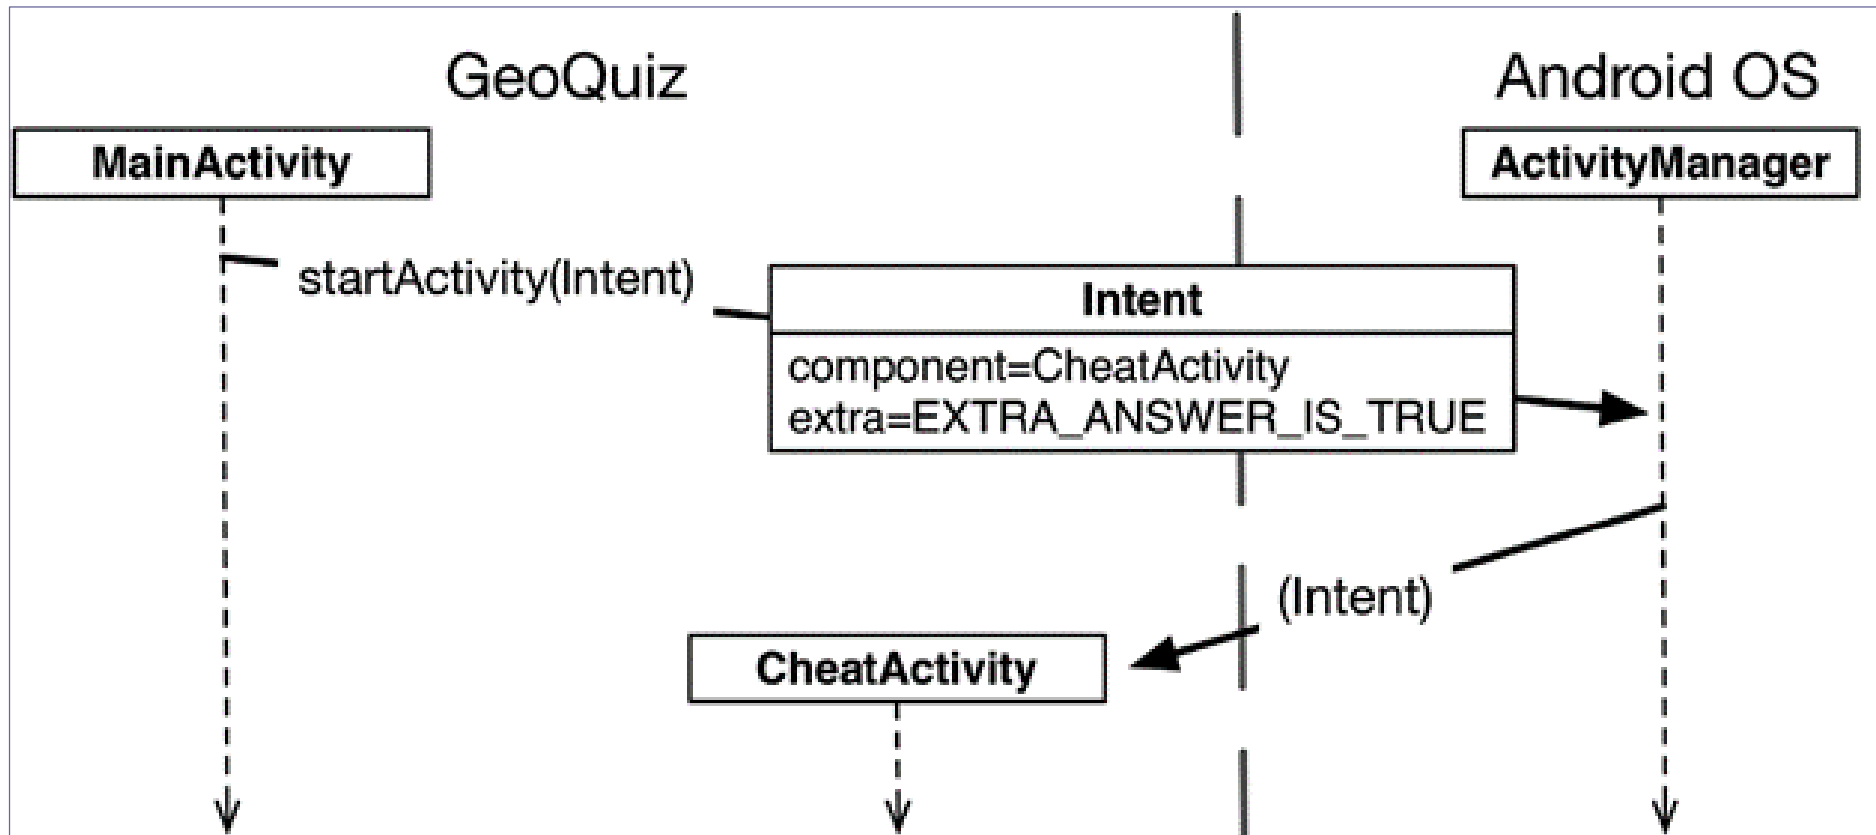 GeoQuiz
Android OS
MainActivity
ActivityManager
startActivity(Intent)
Intent
component=CheatActivity
extra=EXTRA_ANSWER_IS_TRUE
(Intent)
CheatActivity